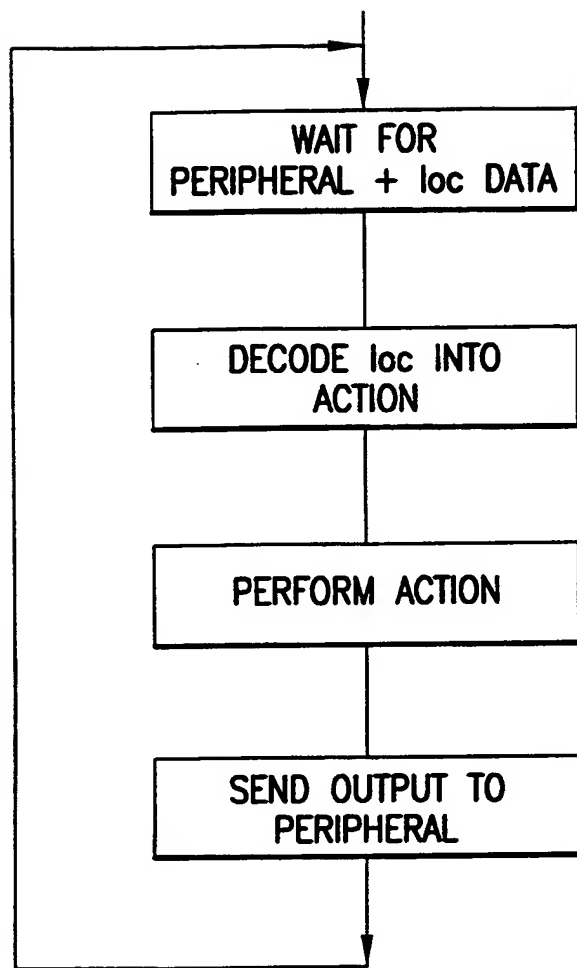 WAIT FOR
PERIPHERAL + loc DATA
DECODE loc INTO
ACTION
PERFORM ACTION
SEND OUTPUT TO
PERIPHERAL